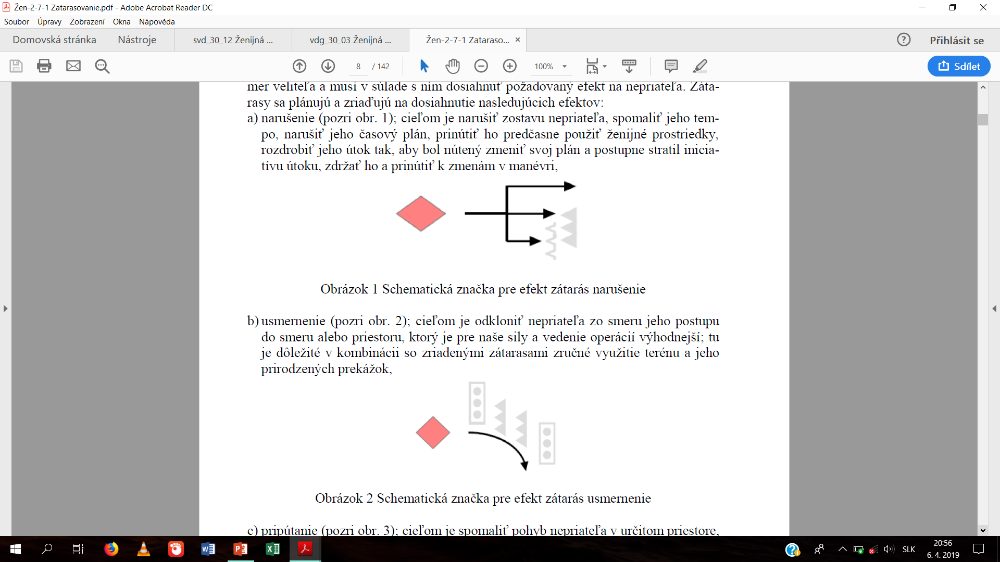 Žen-2-7-1 Zatarasovanie.pdf - Adobe Acrobat Reader DC
Soubor Úpravy Zobrazení Okna Nápověda
Domovská stránka Nástroje svd_30_12 Ženijná ... vdg_30_03 Ženijná ... Žen-2-7-1 Zataraso... Přihlásit se
8 / 142 100% Sdílet
mer veliteľa a musí v súlade s ním dosiahnuť požadovaný efekt na nepriateľa. Záta-
rasy sa plánujú a zriaďujú na dosiahnutie nasledujúcich efektov:
a) narušenie (pozri obr. 1); cieľom je narušiť zostavu nepriateľa, spomaliť jeho tem-
po, narušiť jeho časový plán, prinútiť ho predčasne použiť ženijné prostriedky,
rozdrobiť jeho útok tak, aby bol nútený zmeniť svoj plán a postupne stratil inicia-
tívu útoku, zdržať ho a prinútiť k zmenám v manévri,
Obrázok 1 Schematická značka pre efekt zátarás narušenie
b) usmernenie (pozri obr. 2); cieľom je odkloniť nepriateľa zo smeru jeho postupu
do smeru alebo priestoru, ktorý je pre naše sily a vedenie operácií výhodnejší; tu
je dôležité v kombinácii so zriadenými zátarasami zručné využitie terénu a jeho
prirodzených prekážok,
Obrázok 2 Schematická značka pre efekt zátarás usmernenie
c) pripútanie (pozri obr. 3); cieľom je spomaliť pohyb nepriateľa v určitom priestore,
SLK
20:56
6. 4. 2019